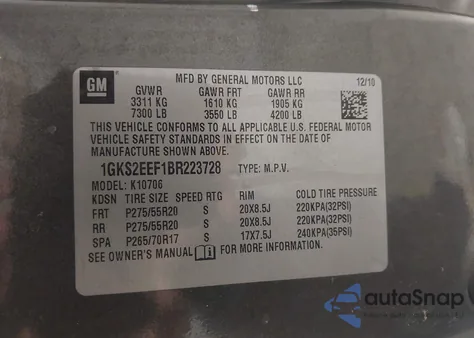 GM
MFD BY GENERAL MOTORS LLC 12/10
GVWR GAWR FRT GAWR RR
3311 KG 1610 KG 1905 KG
7300 LB 3550 LB 4200 LB
THIS VEHICLE CONFORMS TO ALL APPLICABLE U.S. FEDERAL MOTOR
VEHICLE SAFETY STANDARDS IN EFFECT ON THE DATE OF
MANUFACTURE SHOWN ABOVE.
1GKS2EEF1BR223728 TYPE: M.P.V.
MODEL: K10706
KDSN TIRE SIZE SPEED RTG RIM COLD TIRE PRESSURE
FRT P275/55R20 S 20X8.5J 220KPA(32PSI)
RR P275/55R20 S 20X8.5J 220KPA(32PSI)
SPA P265/70R17 S 17X7.5J 240KPA(35PSI)
SEE OWNER'S MANUAL FOR MORE INFORMATION.
autoSnap